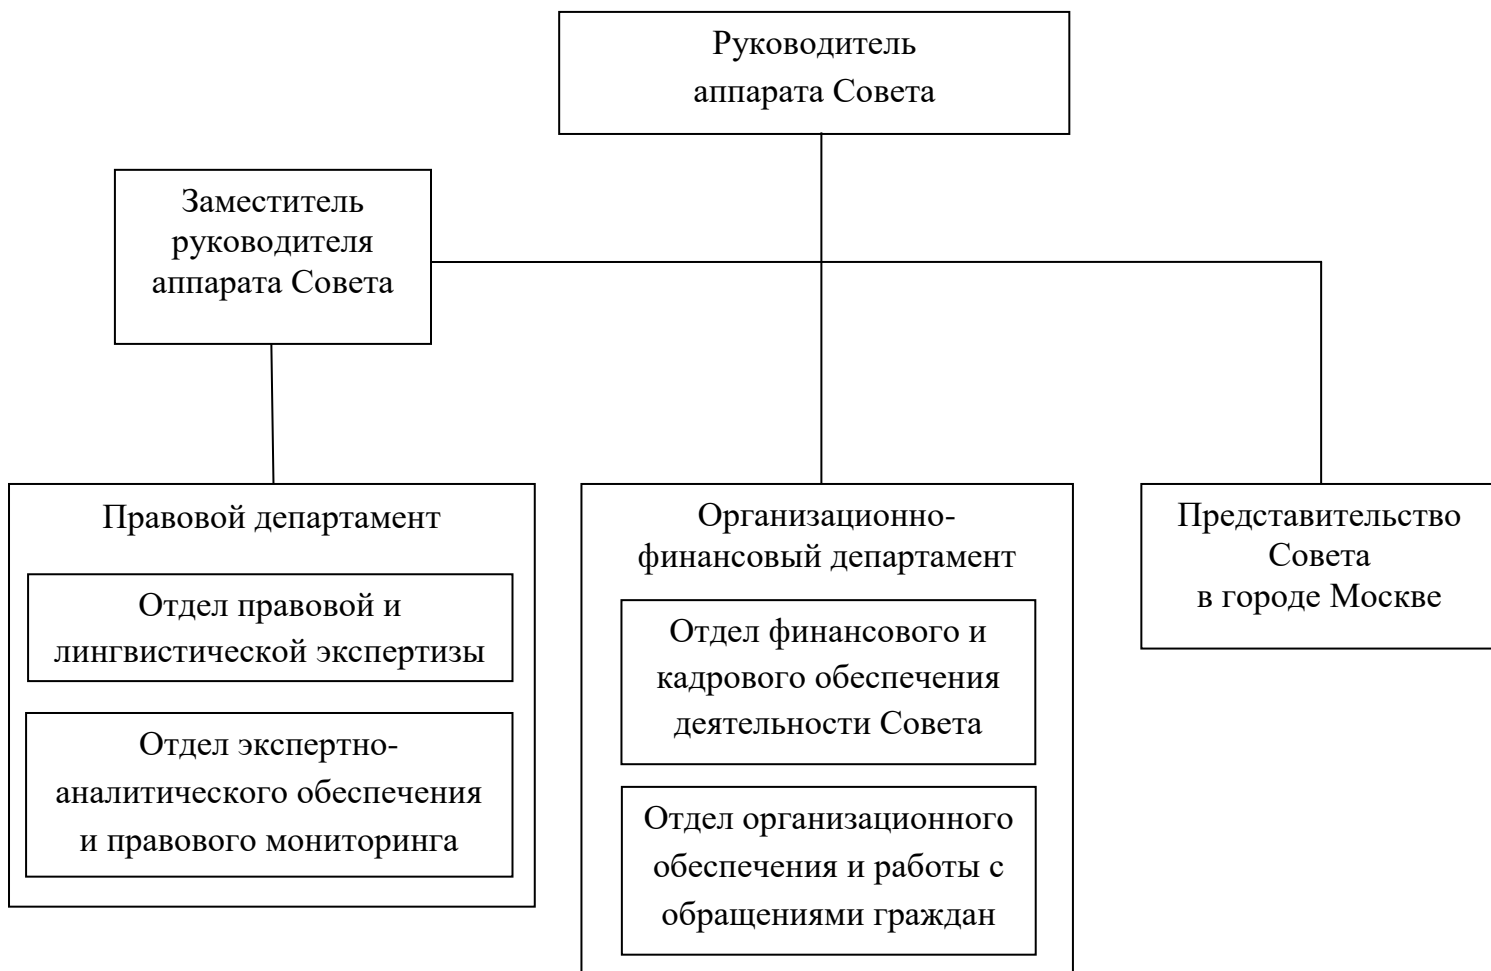 Руководитель
аппарата Совета
Заместитель
руководителя
аппарата Совета
Правовой департамент
Отдел правовой и
лингвистической экспертизы
Отдел экспертно-
аналитического обеспечения
и правового мониторинга
Организационно-
финансовый департамент
Отдел финансового и
кадрового обеспечения
деятельности Совета
Отдел организационного
обеспечения и работы с
обращениями граждан
Представительство
Совета
в городе Москве